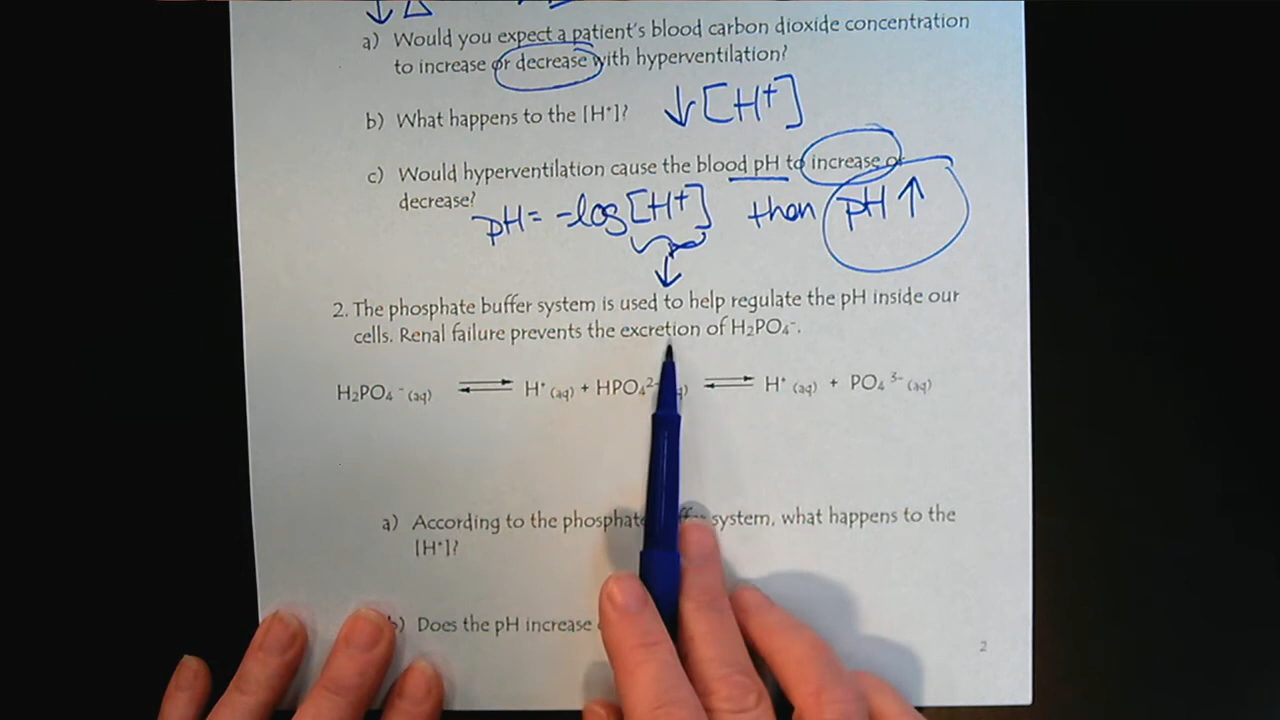 a) Would you expect a patient's blood carbon dioxide concentration
to increase or decrease with hyperventilation?
b) What happens to the [H⁺]? ↓[H⁺]
c) Would hyperventilation cause the blood pH to increase or
decrease?
pH = -log[H⁺] then pH ↑
↓
2. The phosphate buffer system is used to help regulate the pH inside our
cells. Renal failure prevents the excretion of H₂PO₄⁻.
H₂PO₄⁻(aq) ⇌ H⁺(aq) + HPO₄²⁻ ⇌ H⁺(aq) + PO₄³⁻(aq)
a) According to the phosphate system, what happens to the
[H⁺]?
b) Does the pH increase
2